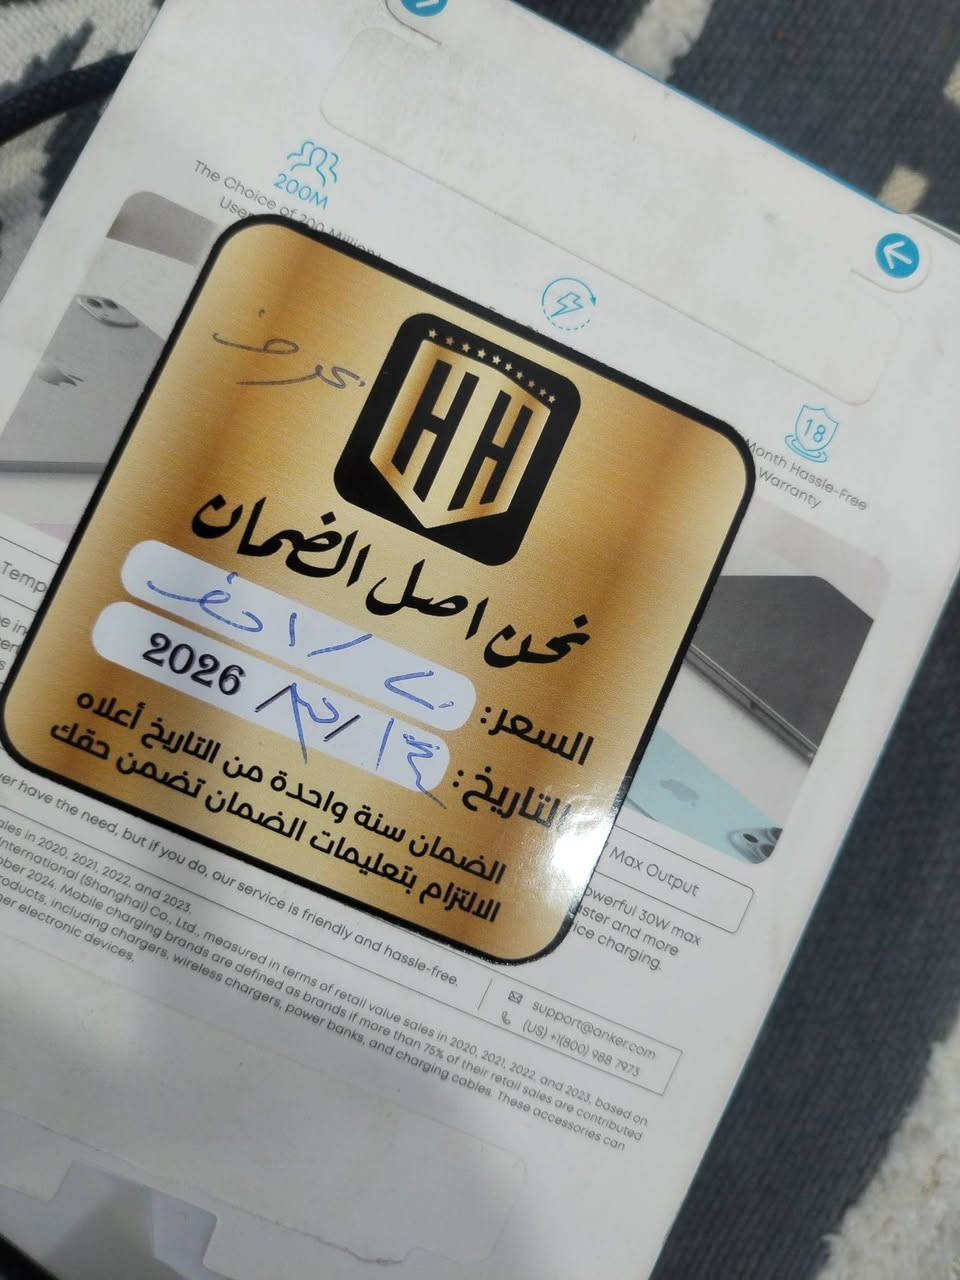 200M
The Choice of 200 Million
18
Month Hassle-Free
Warranty
HH
نحن اصل الضمان
السعر:
التاريخ: 2026
الضمان سنة واحدة من التاريخ أعلاه
الالتزام بتعليمات الضمان تضمن حقك
Temp
Max Output
powerful 30W max
aster and more
ice charging.
ver have the need, but if you do, our service is friendly and hassle-free.
support@anker.com
(US) +1(800) 988 7973
ales in 2020, 2021, 2022, and 2023.
International (Shanghai) Co., Ltd., measured in terms of retail value sales in 2020, 2021, 2022, and 2023, based on
ober 2024. Mobile charging brands are defined as brands if more than 75% of their retail sales are contributed
roducts, including chargers, wireless chargers, power banks, and charging cables. These accessories can
her electronic devices.